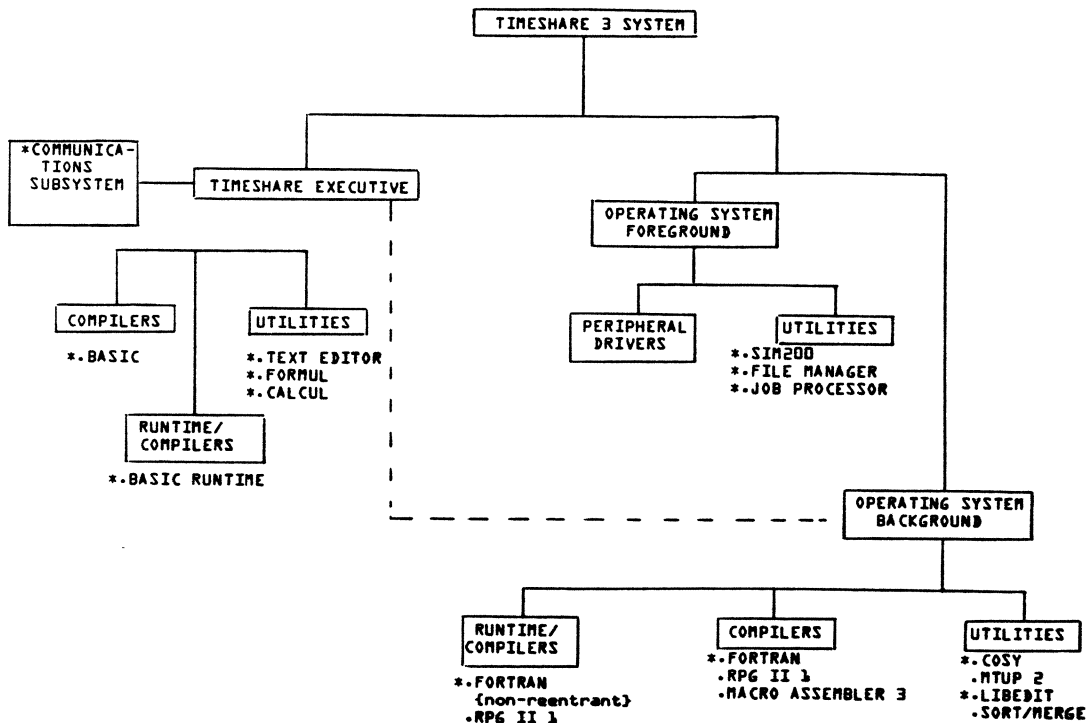 TIMESHARE 3 SYSTEM
*COMMUNICA-
TIONS
SUBSYSTEM
TIMESHARE EXECUTIVE
OPERATING SYSTEM
FOREGROUND
COMPILERS
*.BASIC
UTILITIES
*.TEXT EDITOR
*.FORMUL
*.CALCUL
RUNTIME/
COMPILERS
*.BASIC RUNTIME
PERIPHERAL
DRIVERS
UTILITIES
*.SIM200
*.FILE MANAGER
*.JOB PROCESSOR
OPERATING SYSTEM
BACKGROUND
RUNTIME/
COMPILERS
*.FORTRAN
{non-reentrant}
.RPG II 1
COMPILERS
*.FORTRAN
.RPG II 1
.MACRO ASSEMBLER 3
UTILITIES
*.COSY
.MTUP 2
*.LIBEDIT
.SORT/MERGE